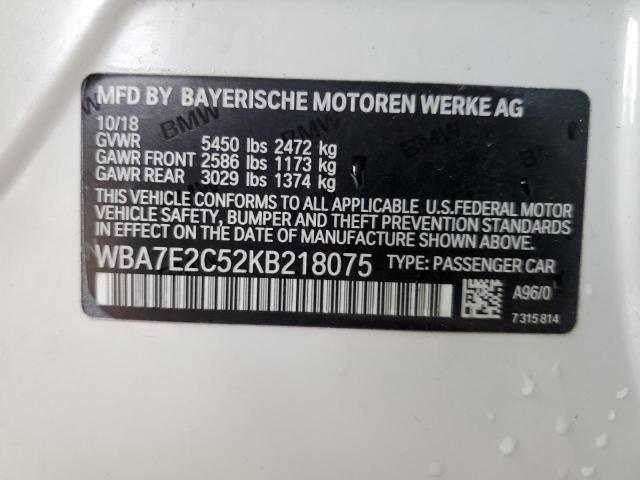 MFD BY BAYERISCHE MOTOREN WERKE AG
10/18
GVWR 5450 lbs 2472 kg
GAWR FRONT 2586 lbs 1173 kg
GAWR REAR 3029 lbs 1374 kg
THIS VEHICLE CONFORMS TO ALL APPLICABLE U.S.FEDERAL MOTOR
VEHICLE SAFETY, BUMPER AND THEFT PREVENTION STANDARDS
IN EFFECT ON THE DATE OF MANUFACTURE SHOWN ABOVE.
WBA7E2C52KB218075 TYPE: PASSENGER CAR
A96/0
7 315 814
BMW
BMW
BMW